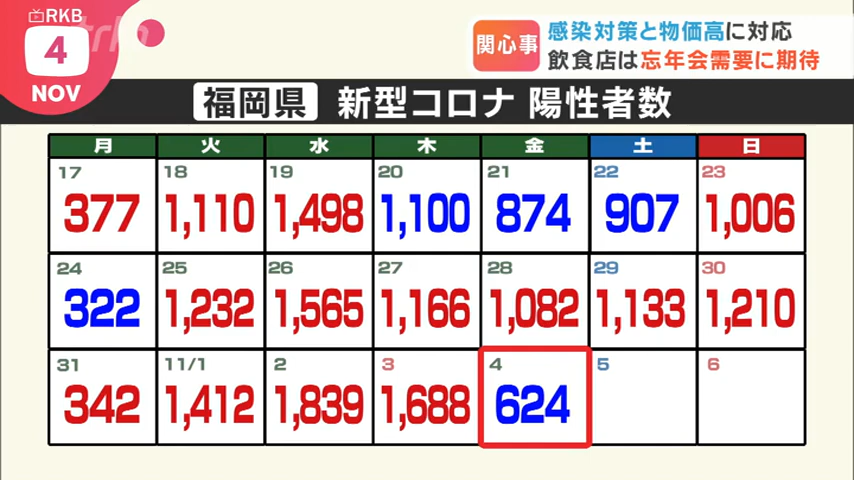 RKB
4
NOV
関心事
感染対策と物価高に対応
飲食店は忘年会需要に期待
福岡県 新型コロナ 陽性者数
月 火 水 木 金 土 日
17 18 19 20 21 22 23
377 1,110 1,498 1,100 874 907 1,006
24 25 26 27 28 29 30
322 1,232 1,565 1,166 1,082 1,133 1,210
31 11/1 2 3 4 5 6
342 1,412 1,839 1,688 624